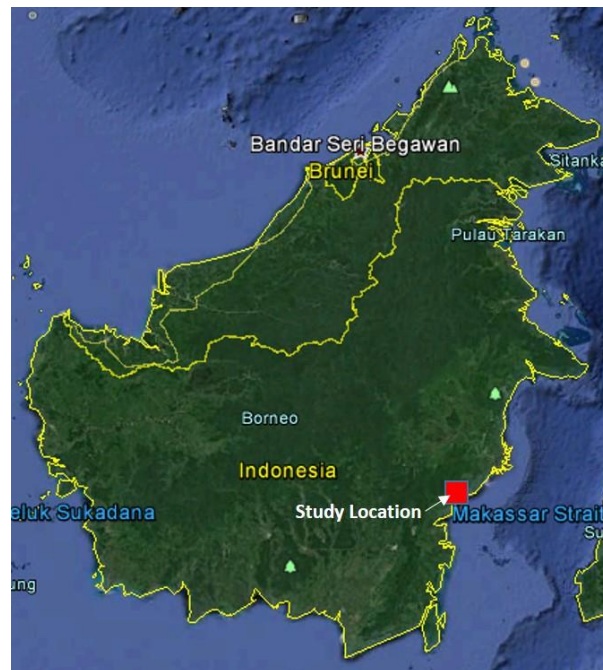 Bandar Seri Begawan
Brunei
Sitanka
Pulau Tarakan
Borneo
Indonesia
Study Location
eluk Sukadana
Makassar Strait
Su
ung